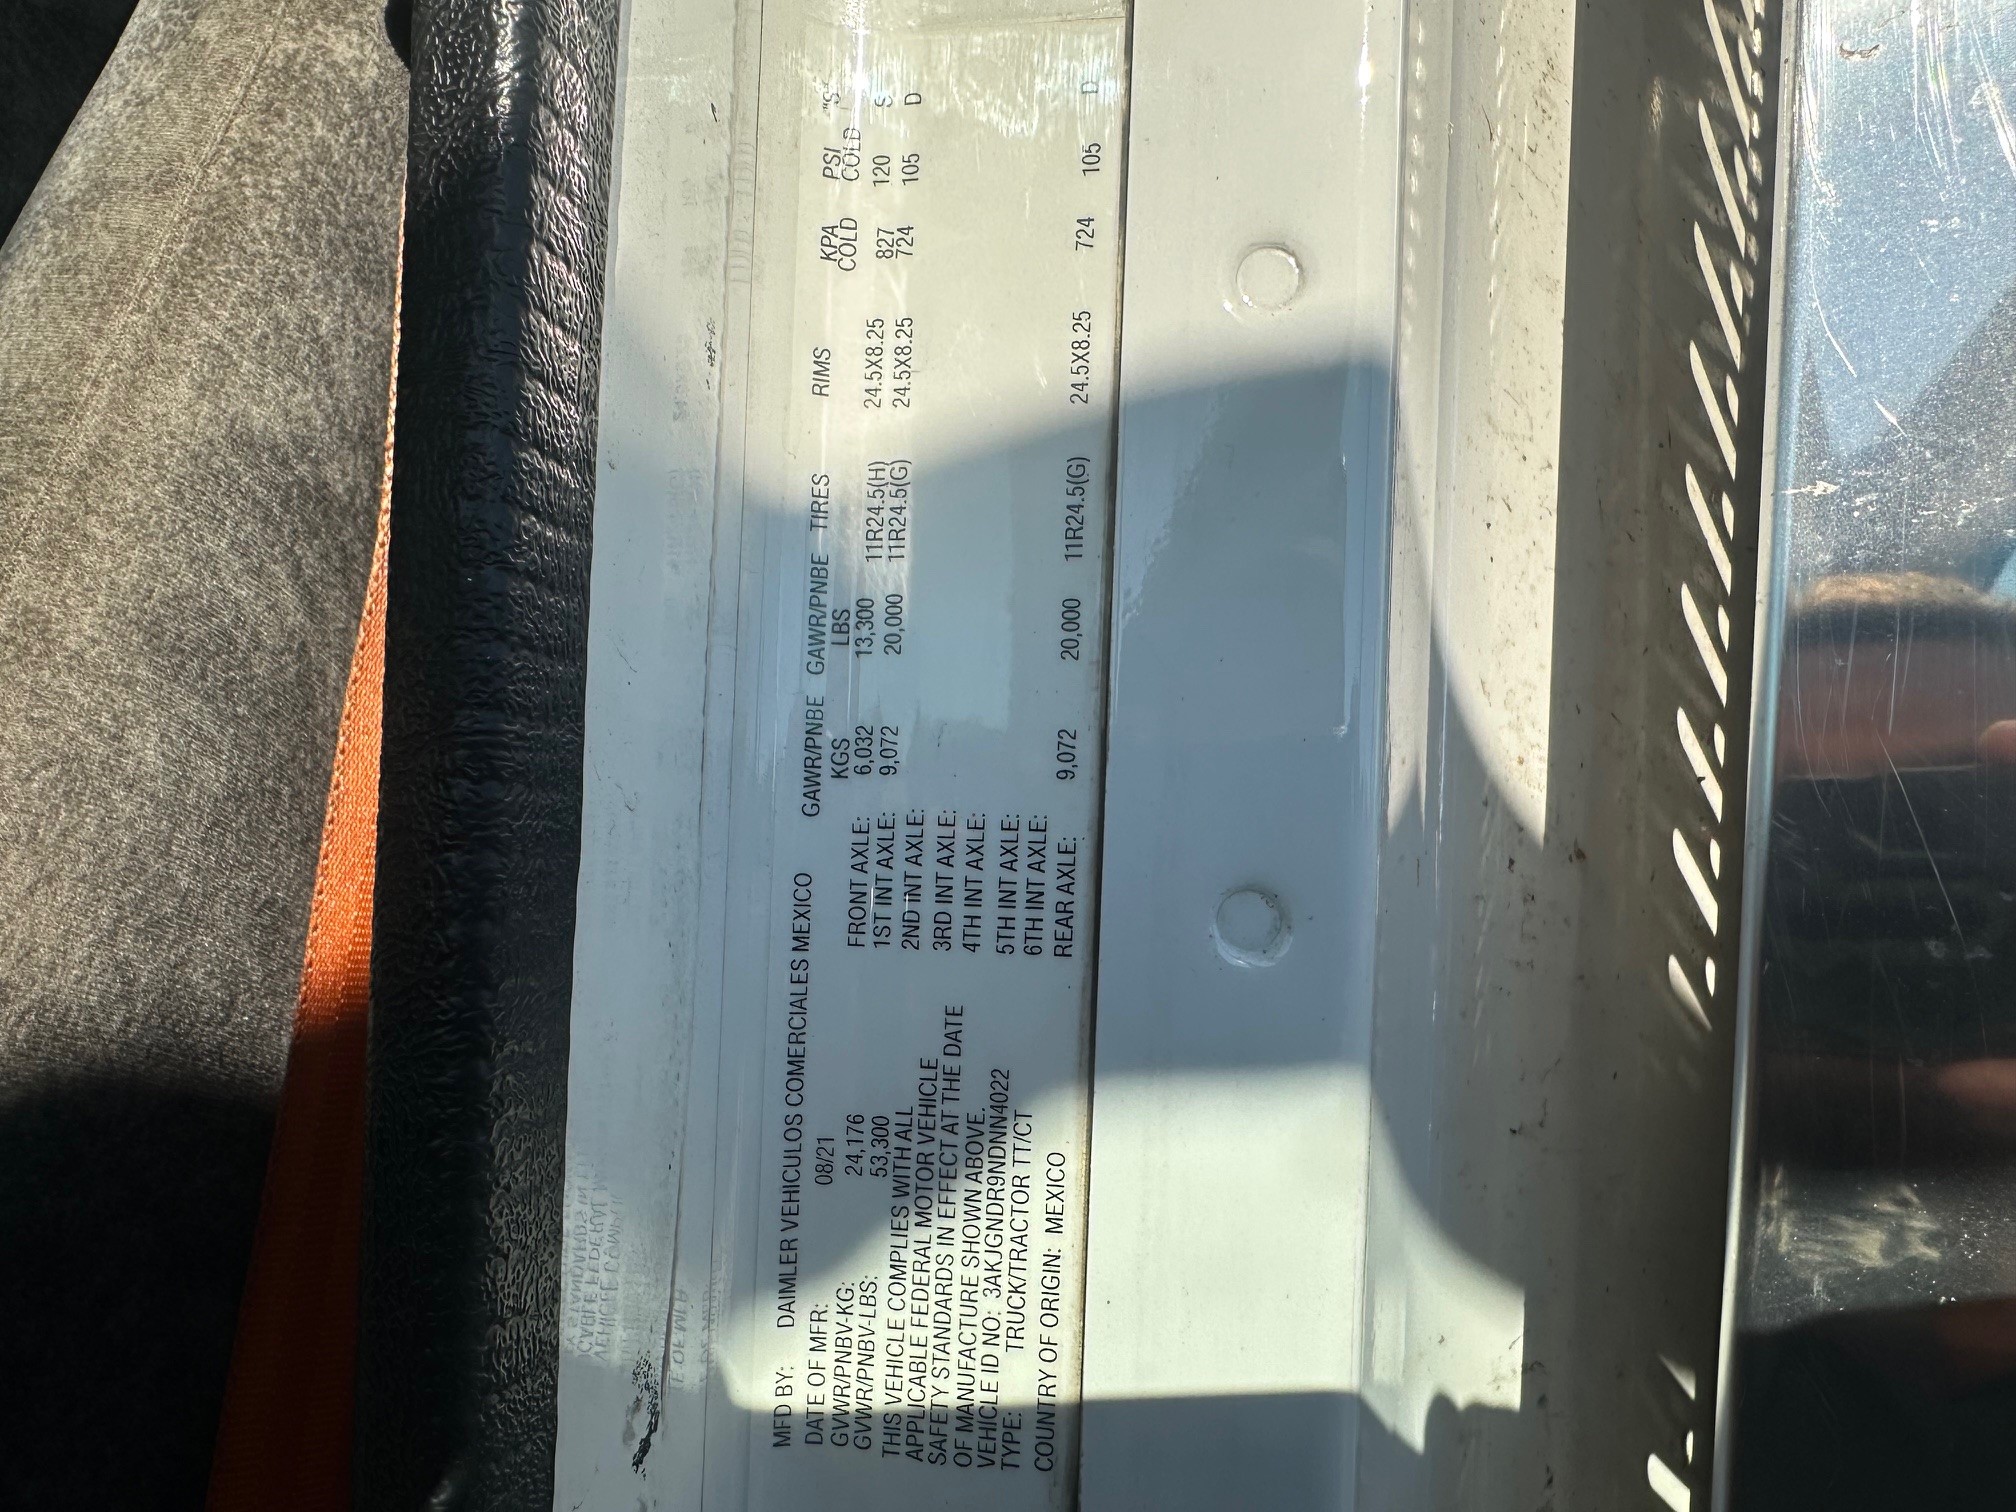 MFD BY: DAIMLER VEHICULOS COMERCIALES MEXICO
DATE OF MFR: 08/21
GVWR/PNBV-KG: 24,176
GVWR/PNBV-LBS: 53,300
THIS VEHICLE COMPLIES WITH ALL
APPLICABLE FEDERAL MOTOR VEHICLE
SAFETY STANDARDS IN EFFECT AT THE DATE
OF MANUFACTURE SHOWN ABOVE.
VEHICLE ID NO: 3AKJGNDR9NDNN4022
TYPE: TRUCK/TRACTOR TT/CT
COUNTRY OF ORIGIN: MEXICO
GAWR/PNBE GAWR/PNBE TIRES RIMS KPA PSI "S"
KGS LBS COLD COLD
FRONT AXLE: 6,032 13,300 11R24.5(H) 24.5X8.25 827 120 S
1ST INT AXLE: 9,072 20,000 11R24.5(G) 24.5X8.25 724 105 D
2ND INT AXLE:
3RD INT AXLE:
4TH INT AXLE:
5TH INT AXLE:
6TH INT AXLE:
REAR AXLE: 9,072 20,000 11R24.5(G) 24.5X8.25 724 105 D